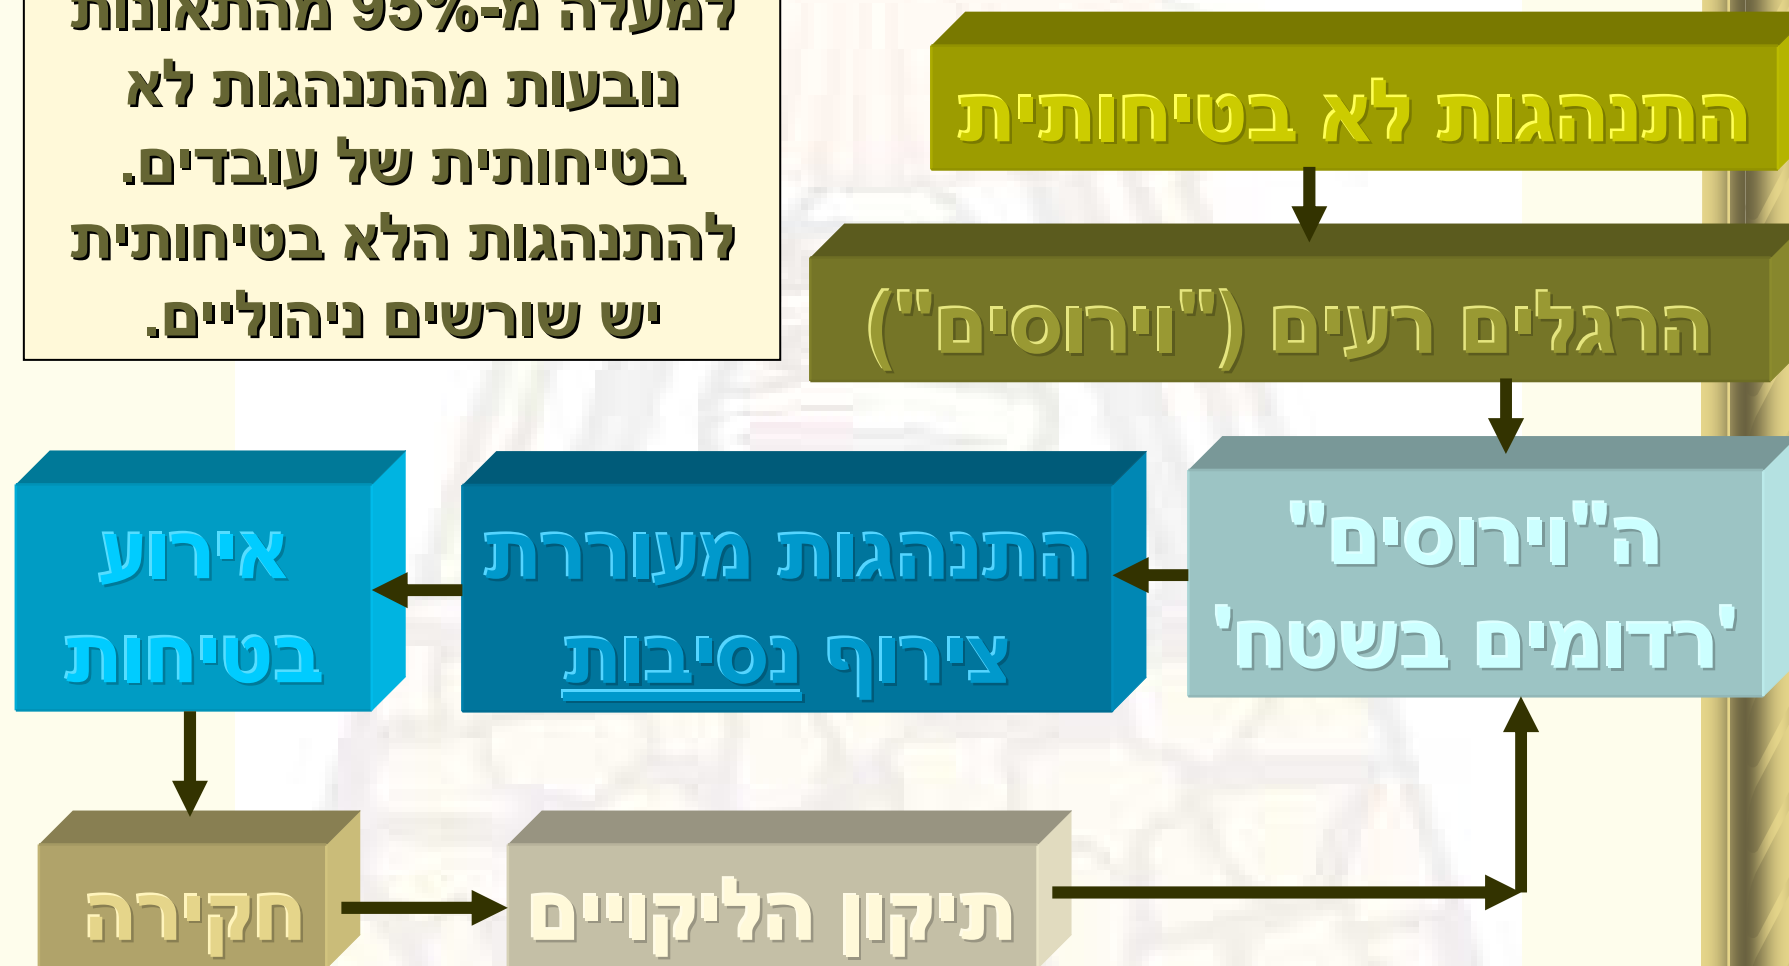 למעלה מ-95% מהתאונות
נובעות מהתנהגות לא
בטיחותית של עובדים.
להתנהגות הלא בטיחותית
יש שורשים ניהוליים.
התנהגות לא בטיחותית
הרגלים רעים ("וירוסים")
ה"וירוסים"
'רדומים בשטח'
התנהגות מעוררת
צירוף נסיבות
אירוע
בטיחות
חקירה
תיקון הליקויים